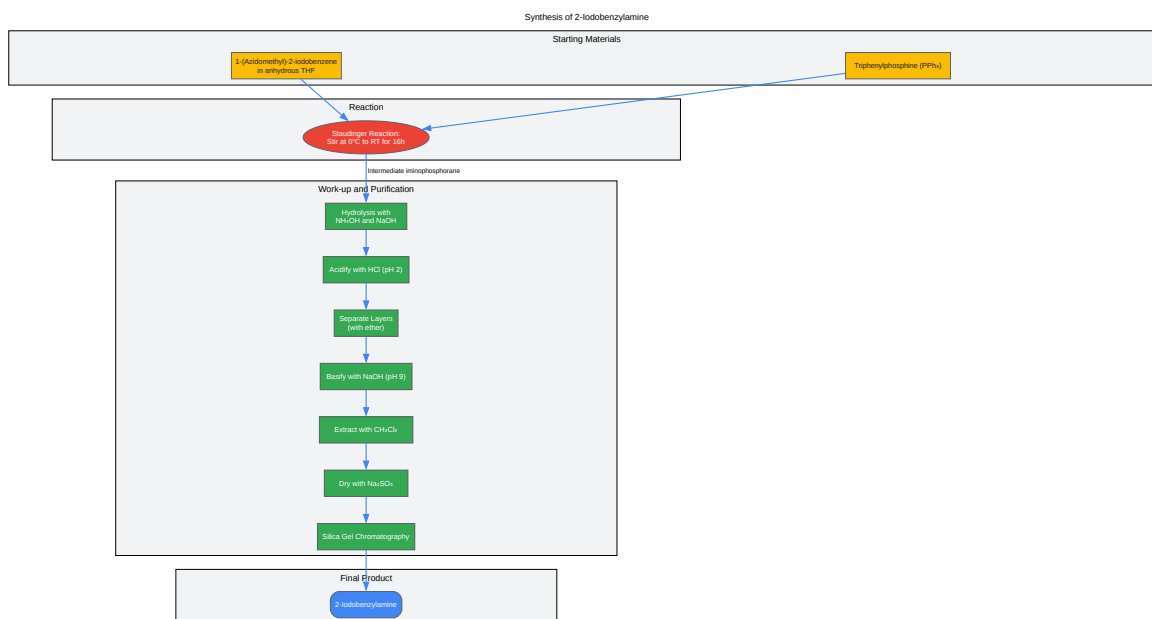 Synthesis of 2-Iodobenzylamine
Starting Materials
1-(Azidomethyl)-2-iodobenzene
in anhydrous THF
Triphenylphosphine (PPh₃)
Reaction
Staudinger Reaction:
Stir at 0°C to RT for 16h
Intermediate iminophosphorane
Work-up and Purification
Hydrolysis with
NH₄OH and NaOH
Acidify with HCl (pH 2)
Separate Layers
(with ether)
Basify with NaOH (pH 9)
Extract with CH₂Cl₂
Dry with Na₂SO₄
Silica Gel Chromatography
Final Product
2-Iodobenzylamine